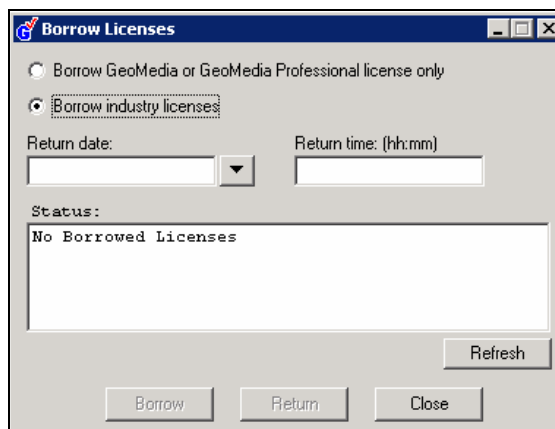 Borrow Licenses
Borrow GeoMedia or GeoMedia Professional license only
Borrow industry licenses
Return date: Return time: (hh:mm)
Status:
No Borrowed Licenses
Refresh
Borrow Return Close